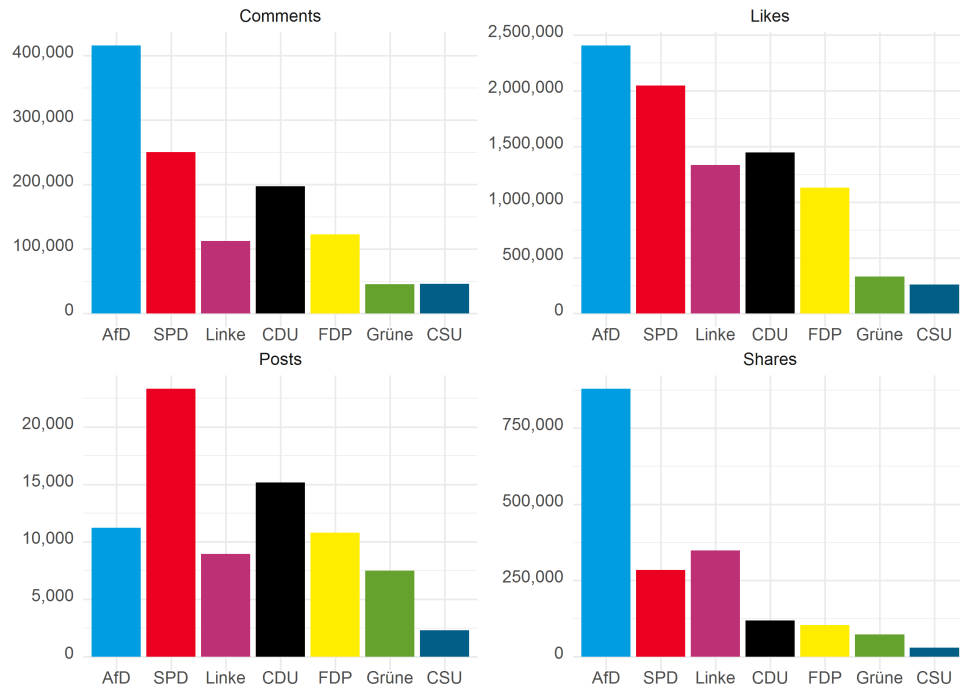 Comments
400,000
300,000
200,000
100,000
0
AfD SPD Linke CDU FDP Grüne CSU
Likes
2,500,000
2,000,000
1,500,000
1,000,000
500,000
0
AfD SPD Linke CDU FDP Grüne CSU
Posts
20,000
15,000
10,000
5,000
0
AfD SPD Linke CDU FDP Grüne CSU
Shares
750,000
500,000
250,000
0
AfD SPD Linke CDU FDP Grüne CSU